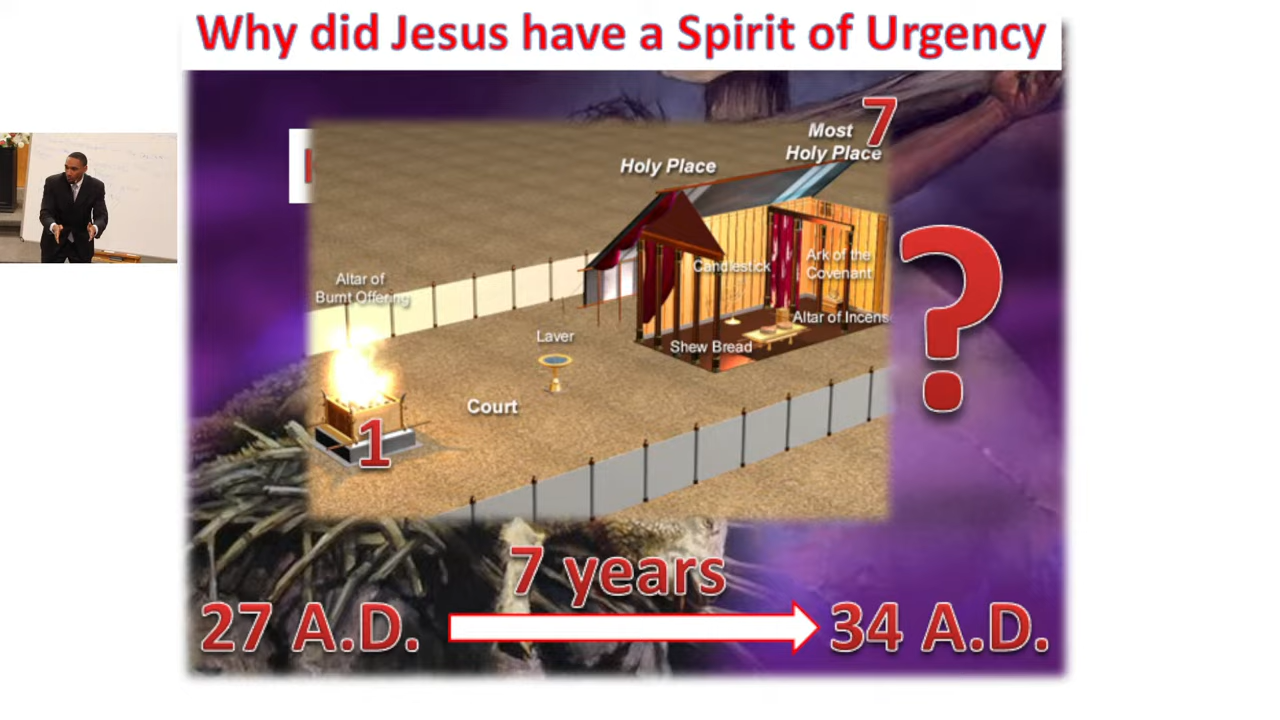 Why did Jesus have a Spirit of Urgency
7
Most
Holy Place
Holy Place
Candlestick
Ark of the
Covenant
Altar of
Burnt Offering
Altar of Incens
Laver
Shew Bread
Court
1
?
7 years
27 A.D.
34 A.D.